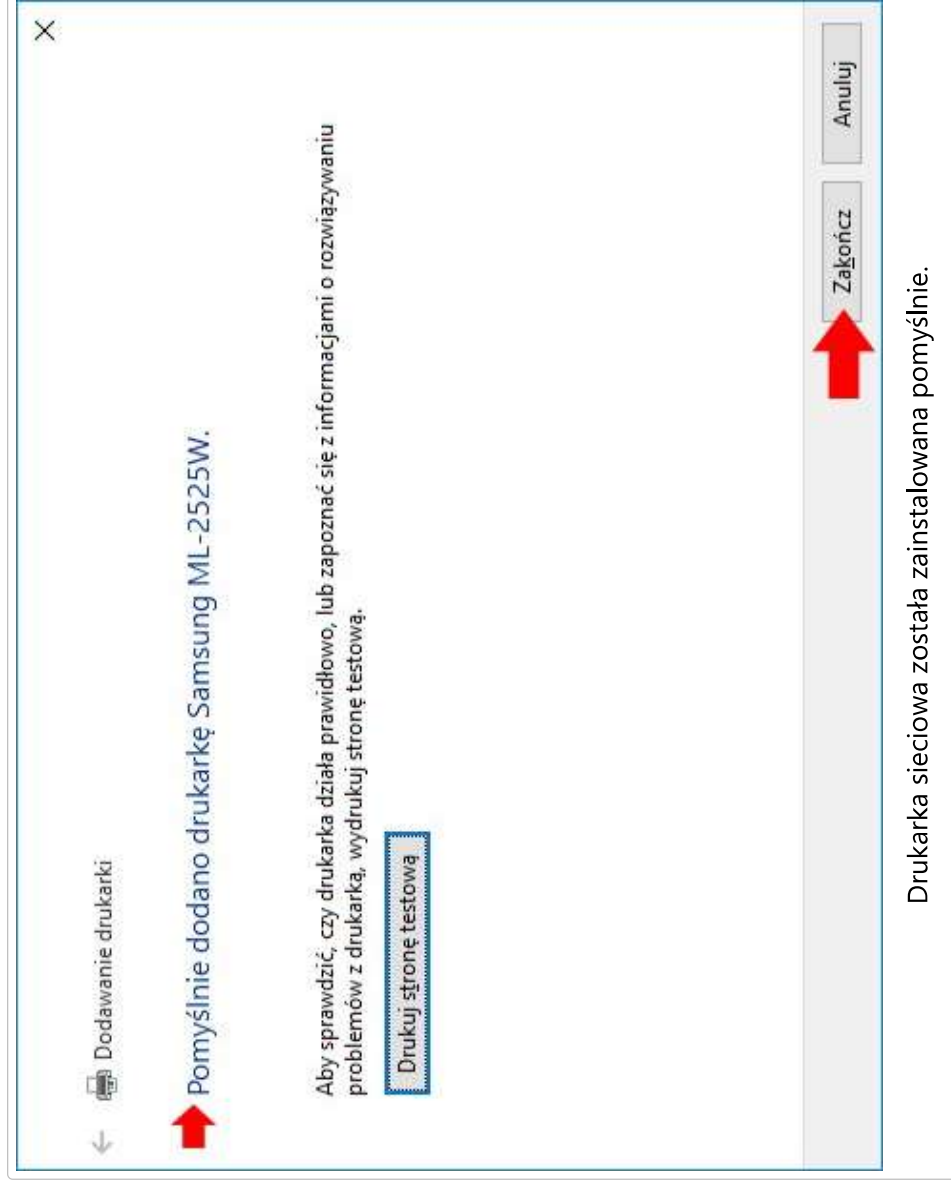 Dodawanie drukarki
Pomyślnie dodano drukarkę Samsung ML-2525W.
Aby sprawdzić, czy drukarka działa prawidłowo, lub zapoznać się z informacjami o rozwiązywaniu
problemów z drukarką, wydrukuj stronę testową.
Drukuj stronę testową
Zakończ
Anuluj
Drukarka sieciowa została zainstalowana pomyślnie.